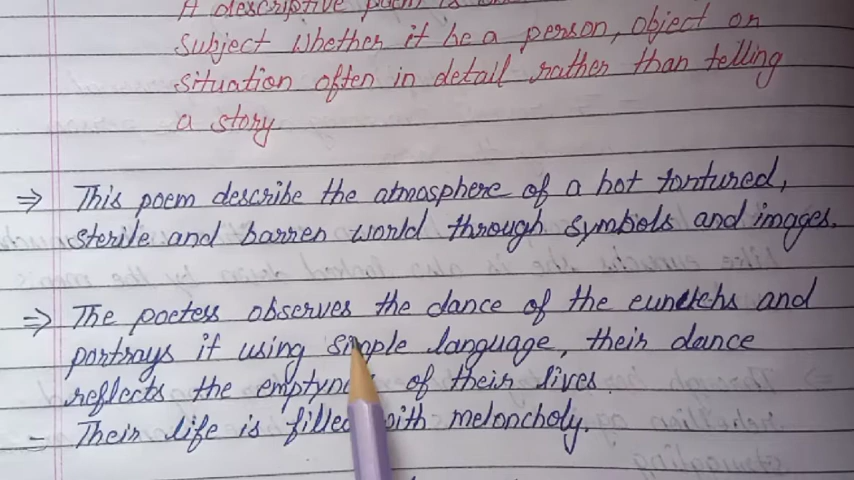 A descriptive poem is
subject whether it be a person, object or
situation often in detail rather than telling
a story
⇒ This poem describe the atmosphere of a hot tortured,
sterile and barren world through symbols and images.
⇒ The poetess observes the dance of the eunuchs and
portrays it using simple language, their dance
reflects the of their lives.
= Their life is filled with meloncholy.